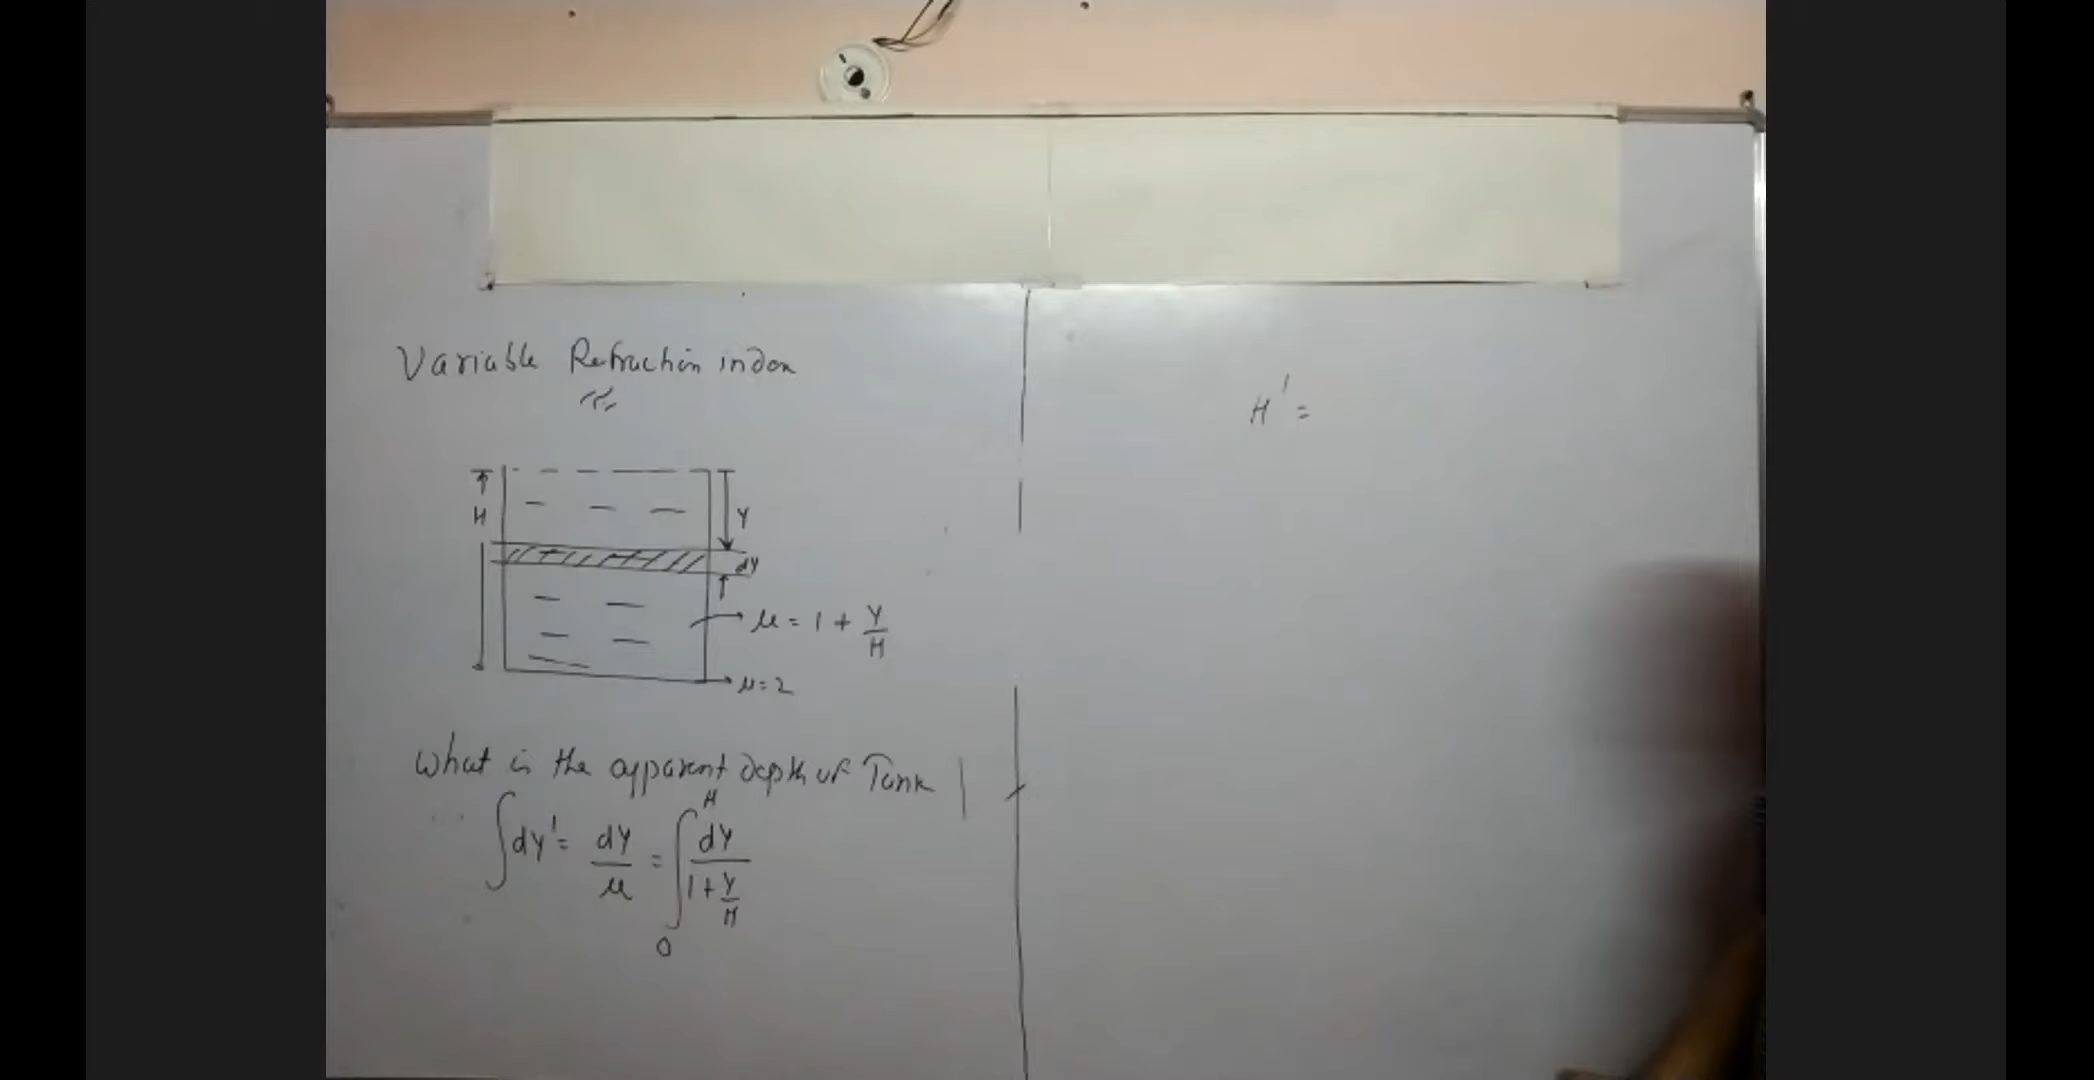 Variable Refraction index
H
Y
dY
μ = 1 + Y/H
μ = 2
What is the apparent depth of Tank
∫dY' = dY/μ = ∫₀ᴴ dY/(1 + Y/H)
H' =